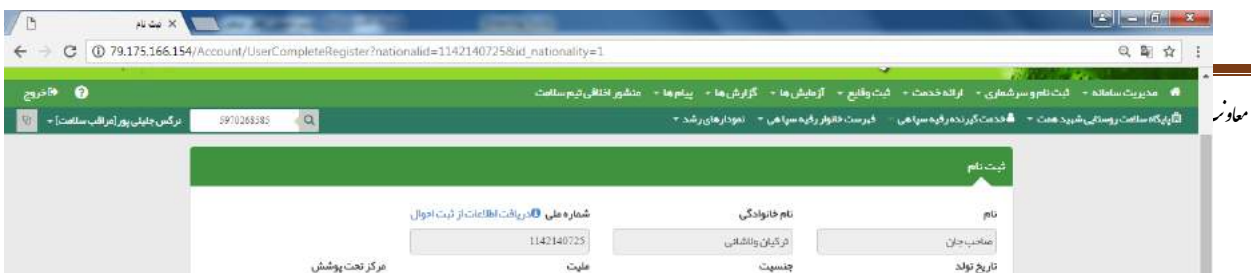 ثبت نام
79.175.166.154/Account/UserCompleteRegister?nationalid=1142140725&id_nationality=1
مدیریت سامانه ثبت نام و سرشماری ارائه خدمت ثبت وقایع آزمایش ها گزارش ها پیام ها منشور اخلاقی تیم سلامت خروج
پایگاه سلامت روستایی شهید همت خدمت گیرنده رقیه سپاهی فهرست خانوار رقیه سپاهی نمودارهای رشد 5970268585 نرگس جلیلی پور [مراقب سلامت]
معاونت
ثبت نام
نام نام خانوادگی شماره ملی دریافت اطلاعات از ثبت احوال
صاحب جان ترکیان ولاشانی 1142140725
تاریخ تولد جنسیت ملیت مرکز تحت پوشش